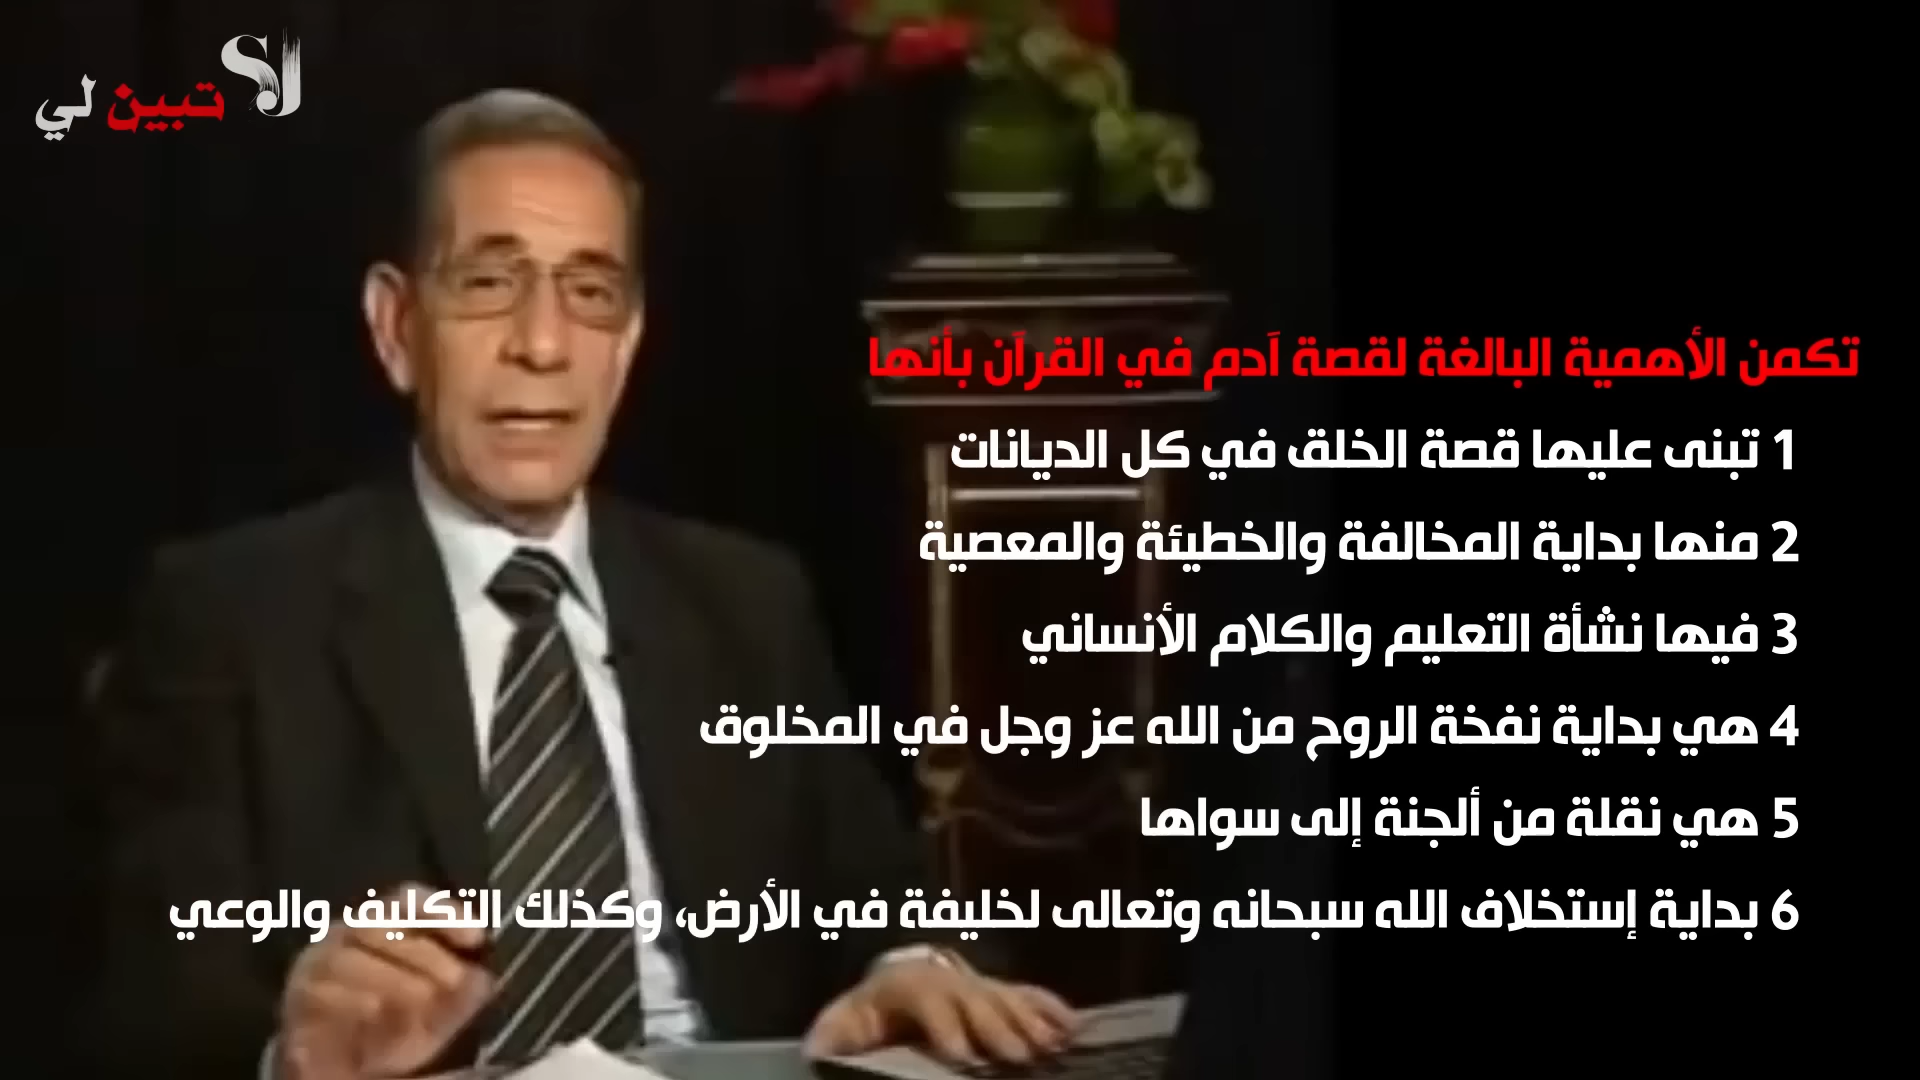 تبين لي
تكمن الأهمية البالغة لقصة آدم في القرآن بأنها
1 تبنى عليها قصة الخلق في كل الديانات
2 منها بداية المخالفة والخطيئة والمعصية
3 فيها نشأة التعليم والكلام الأنساني
4 هي بداية نفخة الروح من الله عز وجل في المخلوق
5 هي نقلة من ألجنة إلى سواها
6 بداية إستخلاف الله سبحانه وتعالى لخليفة في الأرض، وكذلك التكليف والوعي